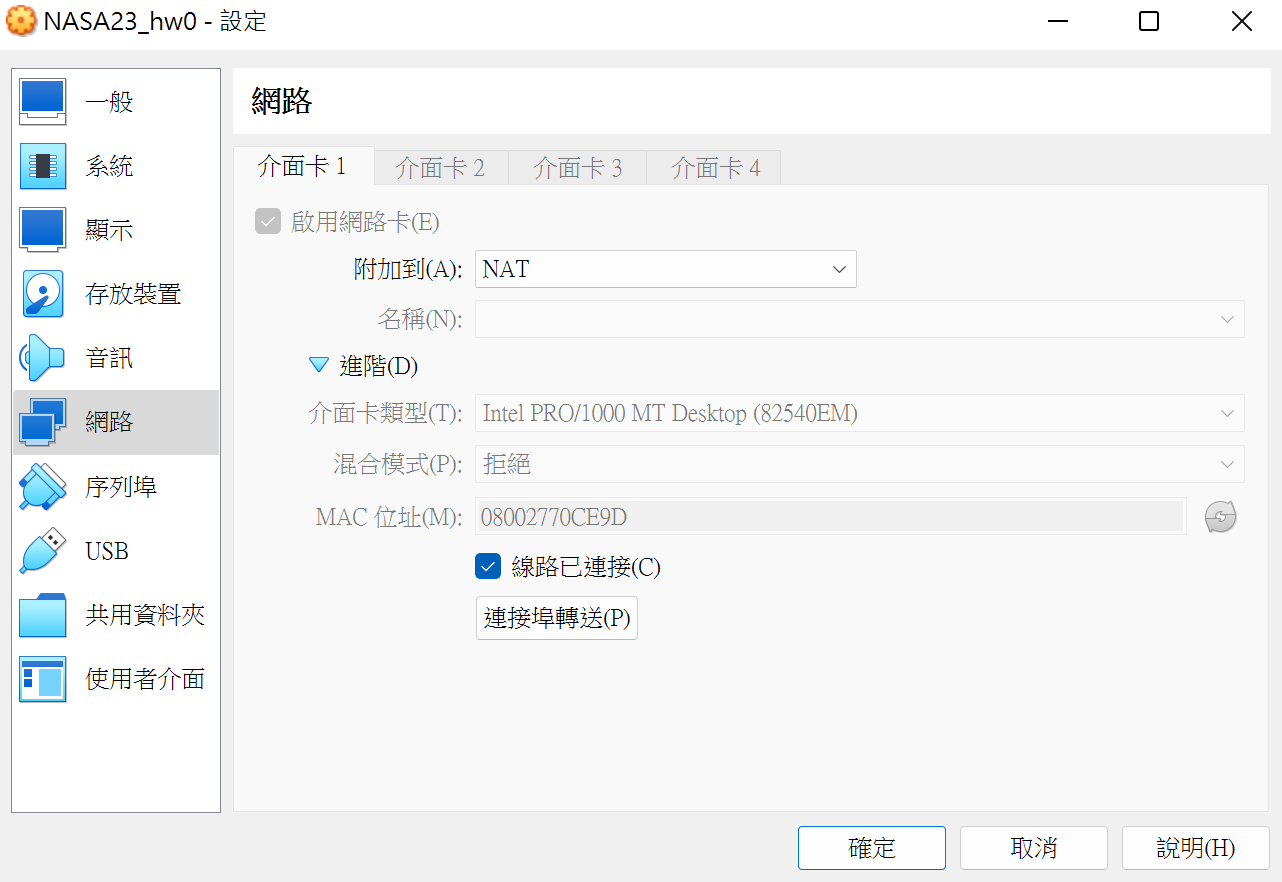 NASA23_hw0 - 設定
一般
系統
顯示
存放裝置
音訊
網路
序列埠
USB
共用資料夾
使用者介面
網路
介面卡 1
介面卡 2
介面卡 3
介面卡 4
啟用網路卡(E)
附加到(A): NAT
名稱(N):
進階(D)
介面卡類型(T): Intel PRO/1000 MT Desktop (82540EM)
混合模式(P): 拒絕
MAC 位址(M): 08002770CE9D
線路已連接(C)
連接埠轉送(P)
確定
取消
說明(H)